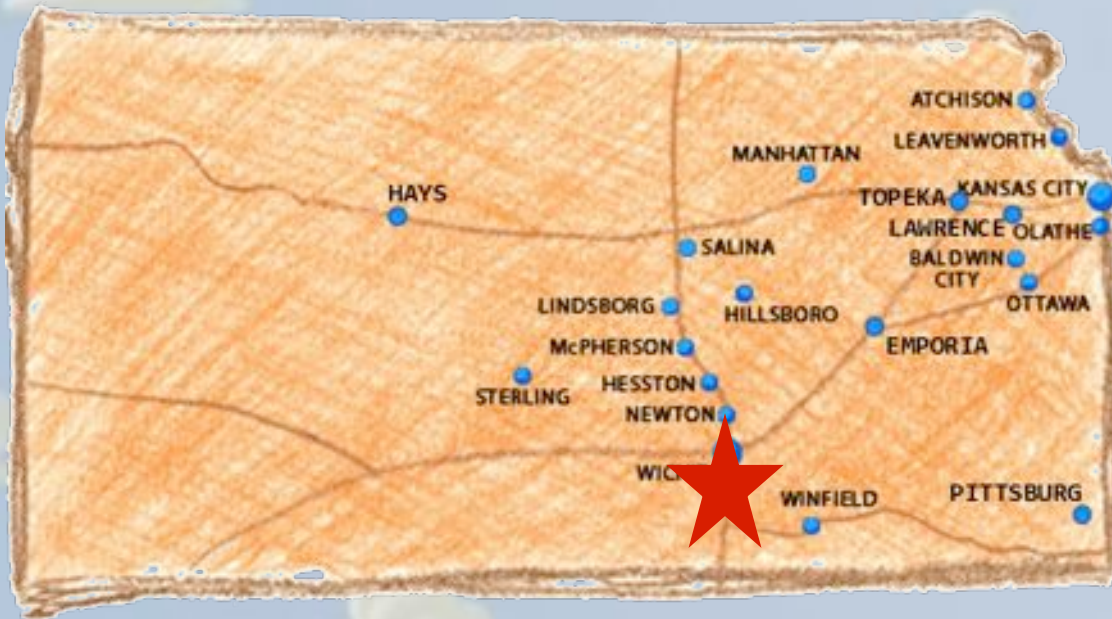 ATCHISON
LEAVENWORTH
MANHATTAN
HAYS
TOPEKA
KANSAS CITY
LAWRENCE
OLATHE
SALINA
BALDWIN
CITY
LINDSBORG
HILLSBORO
OTTAWA
McPHERSON
EMPORIA
HESSTON
STERLING
NEWTON
WINFIELD
PITTSBURG